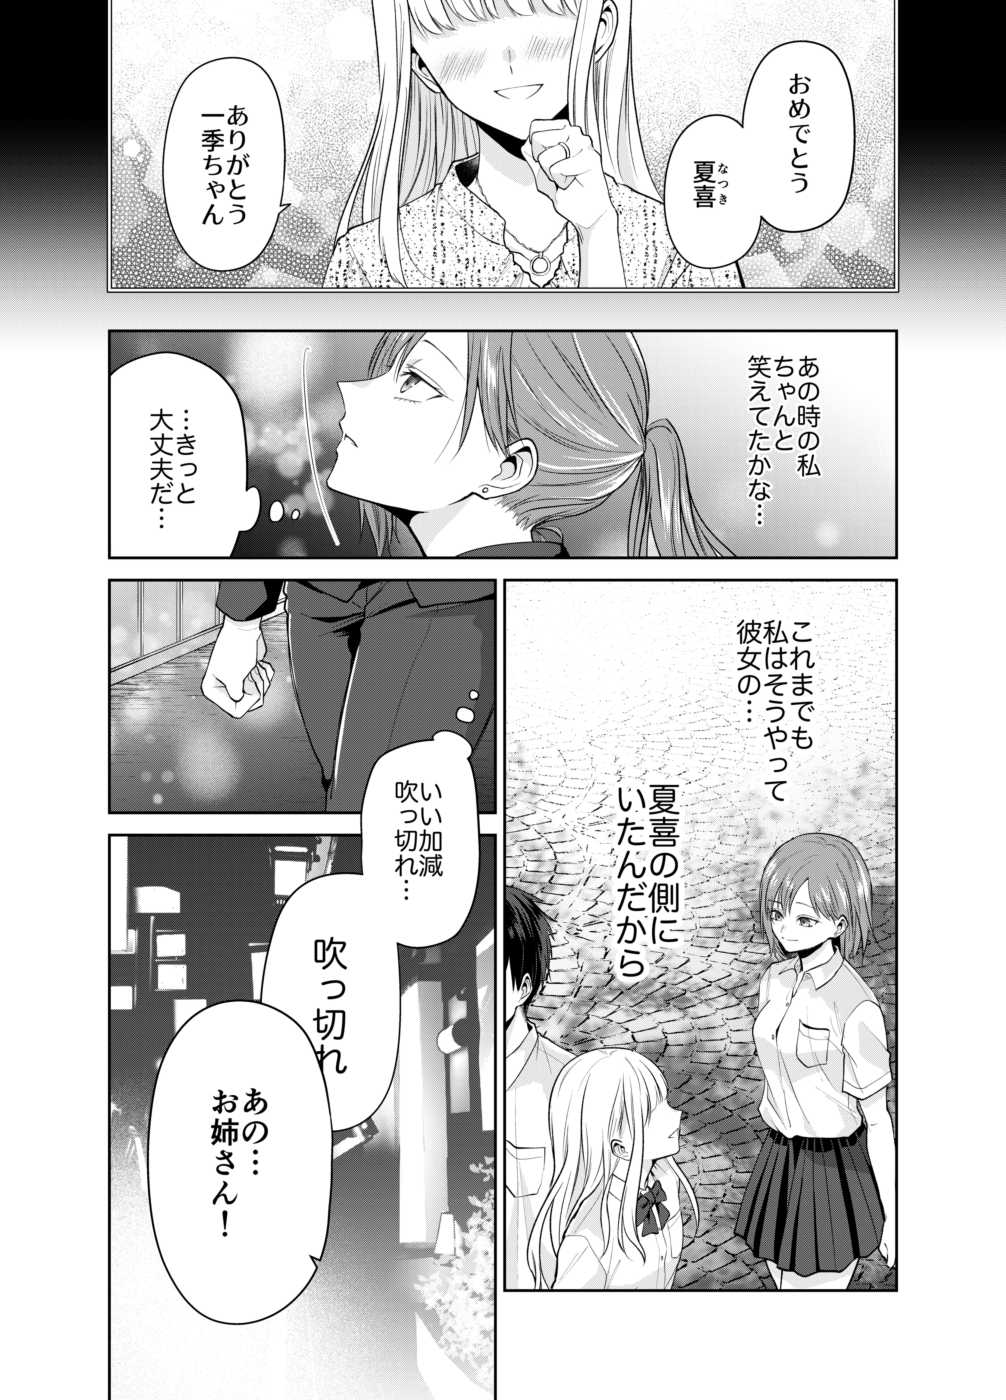 おめでとう
夏喜
なつき
ありがとう
一季ちゃん
あの時の私
ちゃんと
笑えてたかな…
…きっと
大丈夫だ…
これまでも
私はそうやって
彼女の…
夏喜の側に
いたんだから
いい加減
吹っ切れ…
吹っ切れ
あの…
お姉さん！